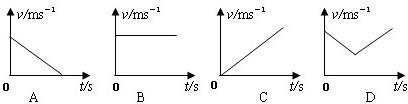 v/ms⁻¹ v/ms⁻¹ v/ms⁻¹ v/ms⁻¹
0 t/s 0 t/s 0 t/s 0 t/s
A B C D